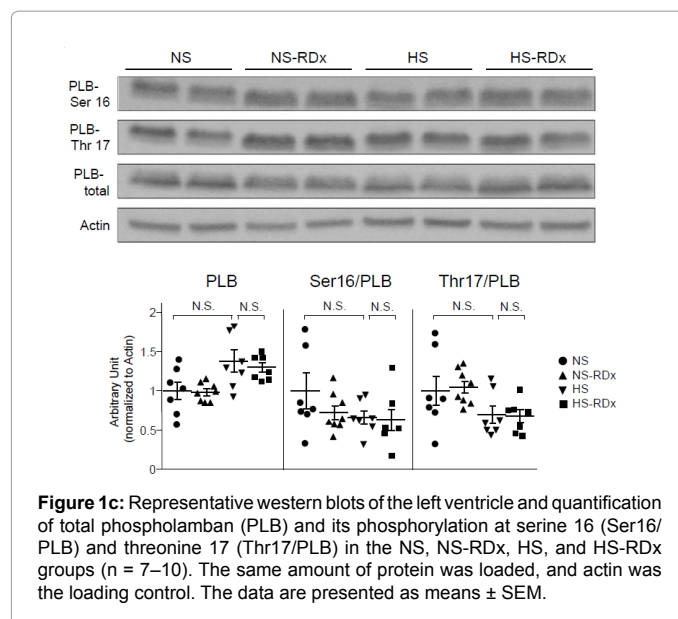 NS NS-RDx HS HS-RDx
PLB-
Ser 16
PLB-
Thr 17
PLB-
total
Actin
PLB Ser16/PLB Thr17/PLB
N.S. N.S. N.S. N.S. N.S. N.S.
Arbitrary Unit
(normalized to Actin)
2
1.5
1
0.5
0
NS
NS-RDx
HS
HS-RDx
Figure 1c: Representative western blots of the left ventricle and quantification
of total phospholamban (PLB) and its phosphorylation at serine 16 (Ser16/
PLB) and threonine 17 (Thr17/PLB) in the NS, NS-RDx, HS, and HS-RDx
groups (n = 7–10). The same amount of protein was loaded, and actin was
the loading control. The data are presented as means ± SEM.